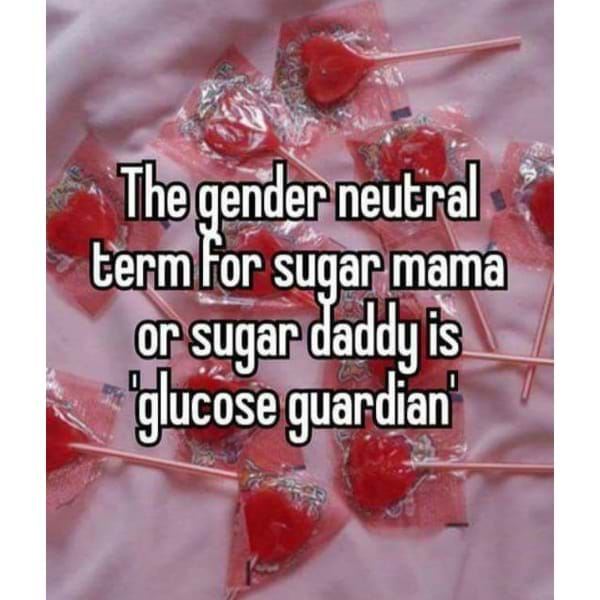 The gender neutral
term for sugar mama
or sugar daddy is
'glucose guardian'